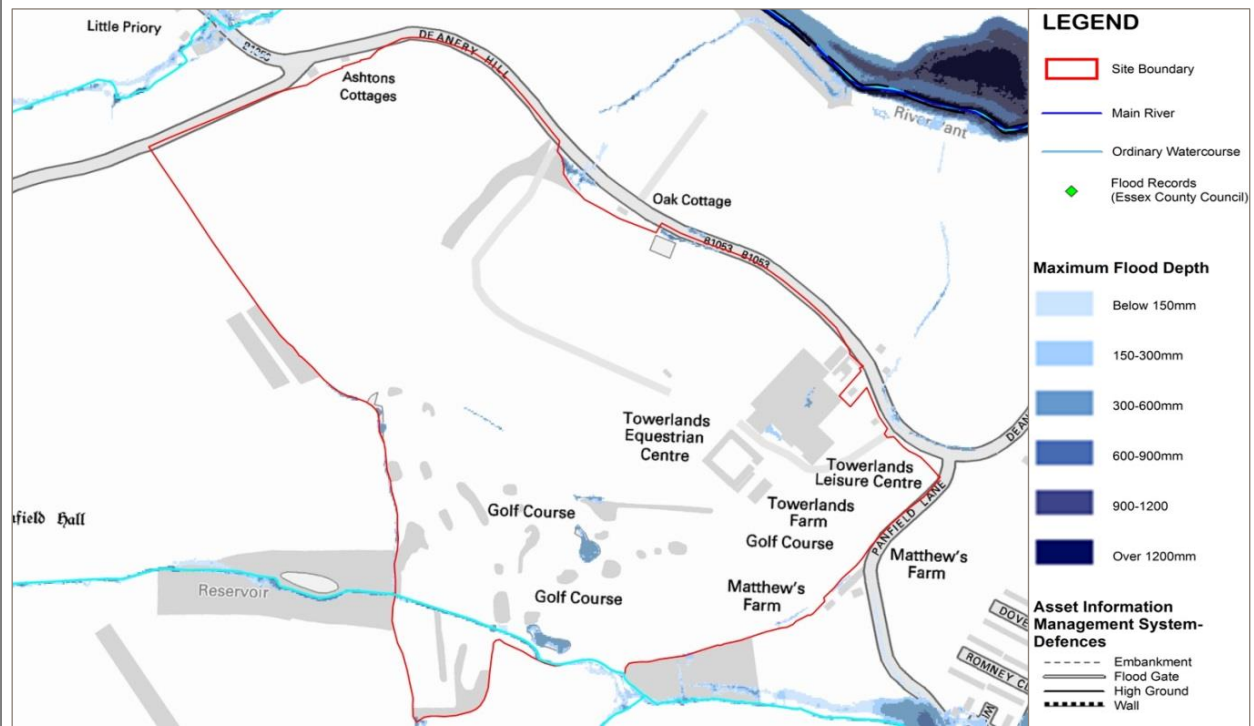 Little Priory
B1053
DEANERY HILL
Ashtons
Cottages
River Pant
Oak Cottage
B1053 B1053
Towerlands
Equestrian
Centre
Towerlands
Leisure Centre
Towerlands
Farm
Golf Course
Golf Course
Golf Course
PANFIELD LANE
Matthew's
Farm
Matthew's
Farm
Hall
Reservoir
ROMNEY
LEGEND
Site Boundary
Main River
Ordinary Watercourse
Flood Records
(Essex County Council)
Maximum Flood Depth
Below 150mm
150-300mm
300-600mm
600-900mm
900-1200
Over 1200mm
Asset Information
Management System-
Defences
Embankment
Flood Gate
High Ground
Wall